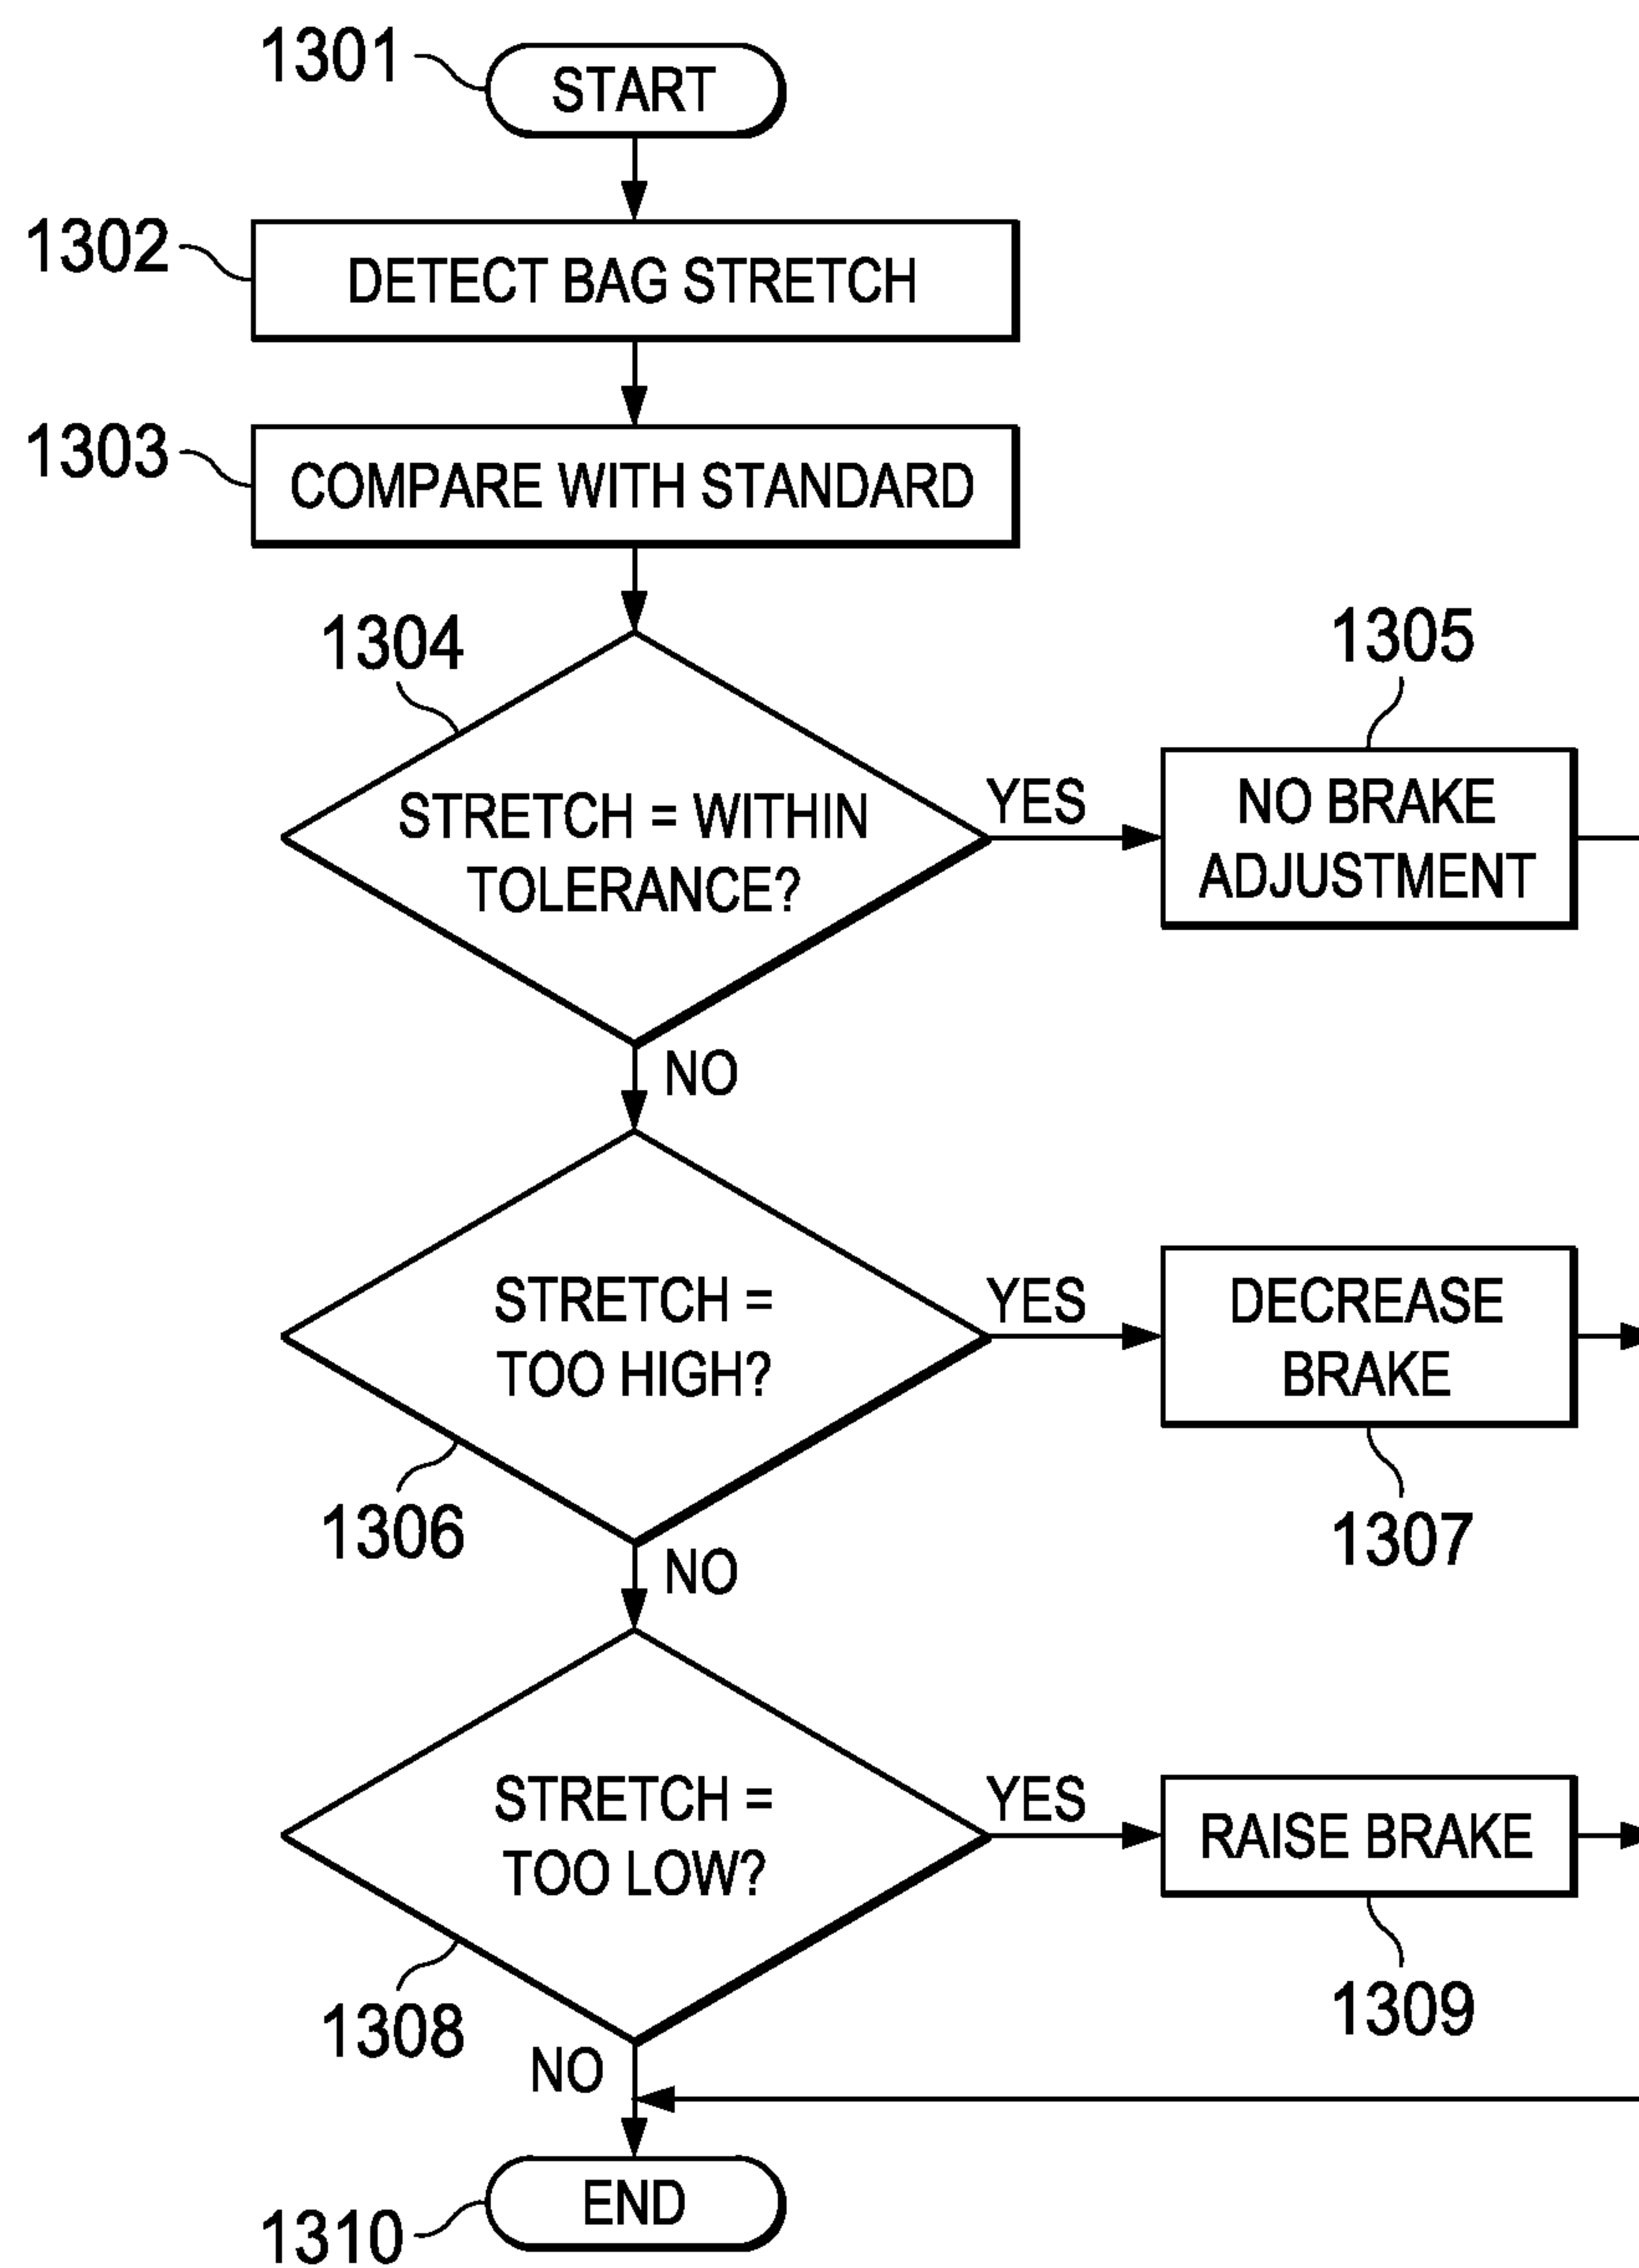 1301
START
1302
DETECT BAG STRETCH
1303
COMPARE WITH STANDARD
1304
STRETCH = WITHIN
TOLERANCE?
YES
1305
NO BRAKE
ADJUSTMENT
NO
STRETCH =
TOO HIGH?
1306
YES
DECREASE
BRAKE
1307
NO
STRETCH =
TOO LOW?
1308
YES
RAISE BRAKE
1309
NO
END
1310